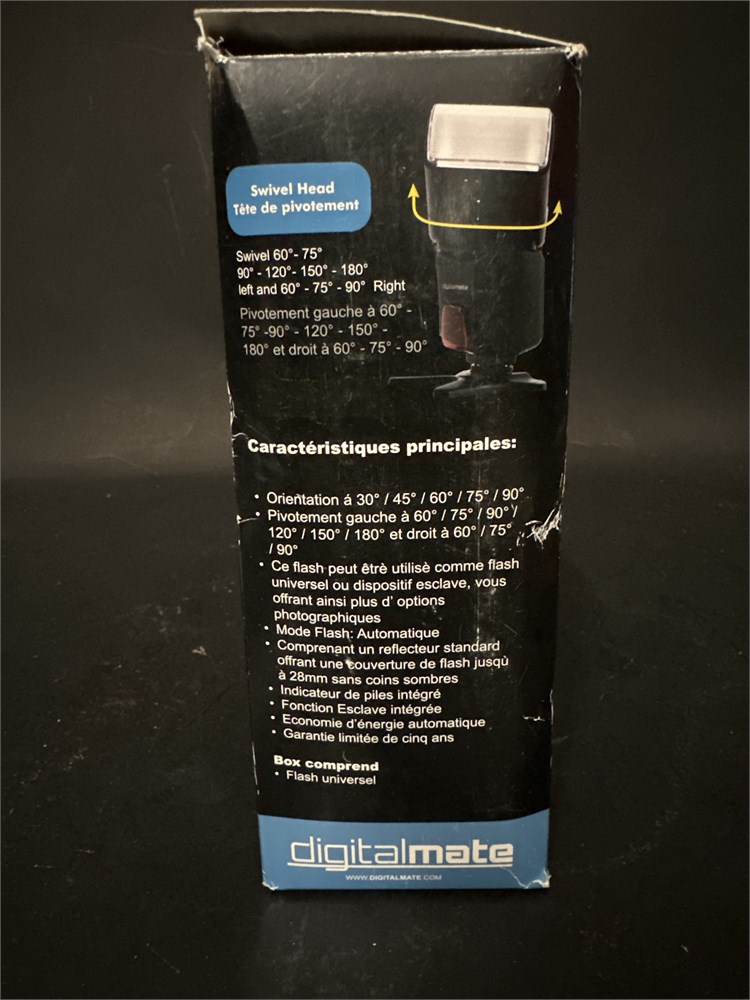 Swivel Head
Tête de pivotement
Swivel 60°- 75°
90° - 120°- 150° - 180°
left and 60° - 75° - 90° Right
Pivotement gauche à 60° -
75° -90° - 120° - 150° -
180° et droit à 60° - 75° - 90°
Caractéristiques principales:
• Orientation á 30° / 45° / 60° / 75° / 90°
• Pivotement gauche à 60° / 75° / 90° /
120° / 150° / 180° et droit à 60° / 75°
/ 90°
• Ce flash peut êtrè utilisè comme flash
universel ou dispositif esclave, vous
offrant ainsi plus d' options
photographiques
• Mode Flash: Automatique
• Comprenant un reflecteur standard
offrant une couverture de flash jusqù
à 28mm sans coins sombres
• Indicateur de piles intégré
• Fonction Esclave intégrée
• Economie d'énergie automatique
• Garantie limitée de cinq ans
Box comprend
• Flash universel
digitalmate
WWW.DIGITALMATE.COM